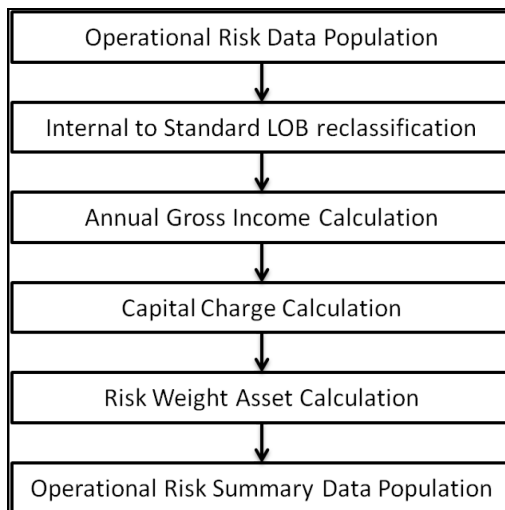 Operational Risk Data Population
Internal to Standard LOB reclassification
Annual Gross Income Calculation
Capital Charge Calculation
Risk Weight Asset Calculation
Operational Risk Summary Data Population